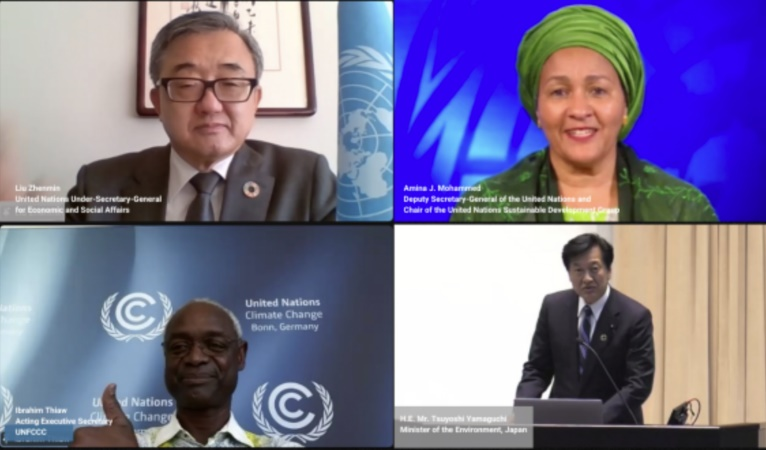 Liu Zhenmin
United Nations Under-Secretary-General
for Economic and Social Affairs
Amina J. Mohammed
Deputy Secretary-General of the United Nations and
Chair of the United Nations Sustainable Development Group
United Nations
Climate Change
Bonn, Germany
United Nations
Climate Change
Ibrahim Thiaw
Acting Executive Secretary
UNFCCC
H.E. Mr. Tsuyoshi Yamaguchi
Minister of the Environment, Japan